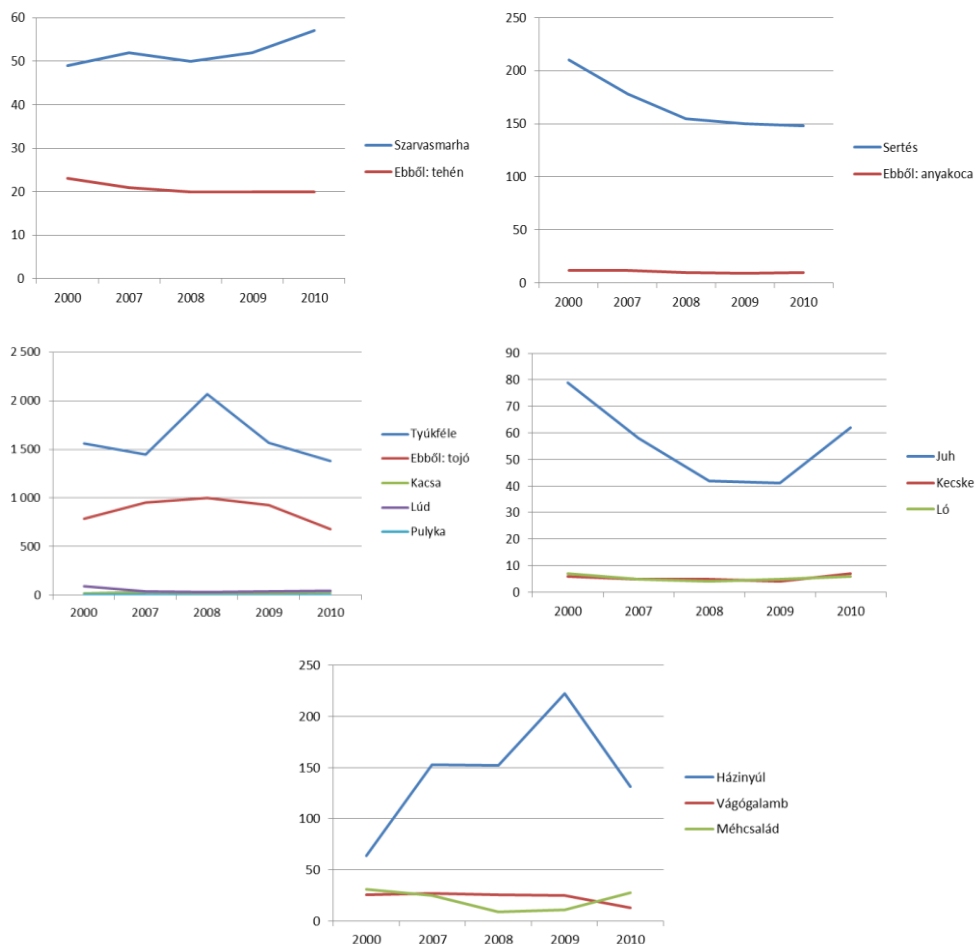 60
50
40
30
20
10
0
2000 2007 2008 2009 2010
Szarvasmarha
Ebből: tehén
250
200
150
100
50
0
2000 2007 2008 2009 2010
Sertés
Ebből: anyakoca
2 500
2 000
1 500
1 000
500
0
2000 2007 2008 2009 2010
Tyúkféle
Ebből: tojó
Kacsa
Lúd
Pulyka
90
80
70
60
50
40
30
20
10
0
2000 2007 2008 2009 2010
Juh
Kecske
Ló
250
200
150
100
50
0
2000 2007 2008 2009 2010
Házinyúl
Vágógalamb
Méhcsalád